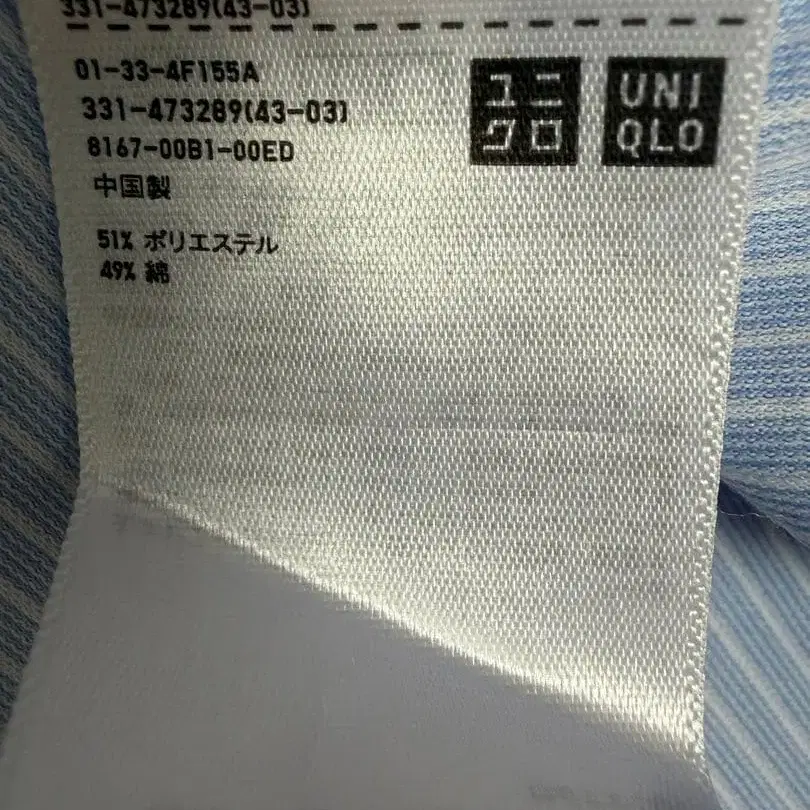 331-473289(43-03)
01-33-4F155A
331-473289(43-03)
8167-00B1-00ED
中国製
51% ポリエステル
49% 綿
ユニ
クロ
UNI
QLO